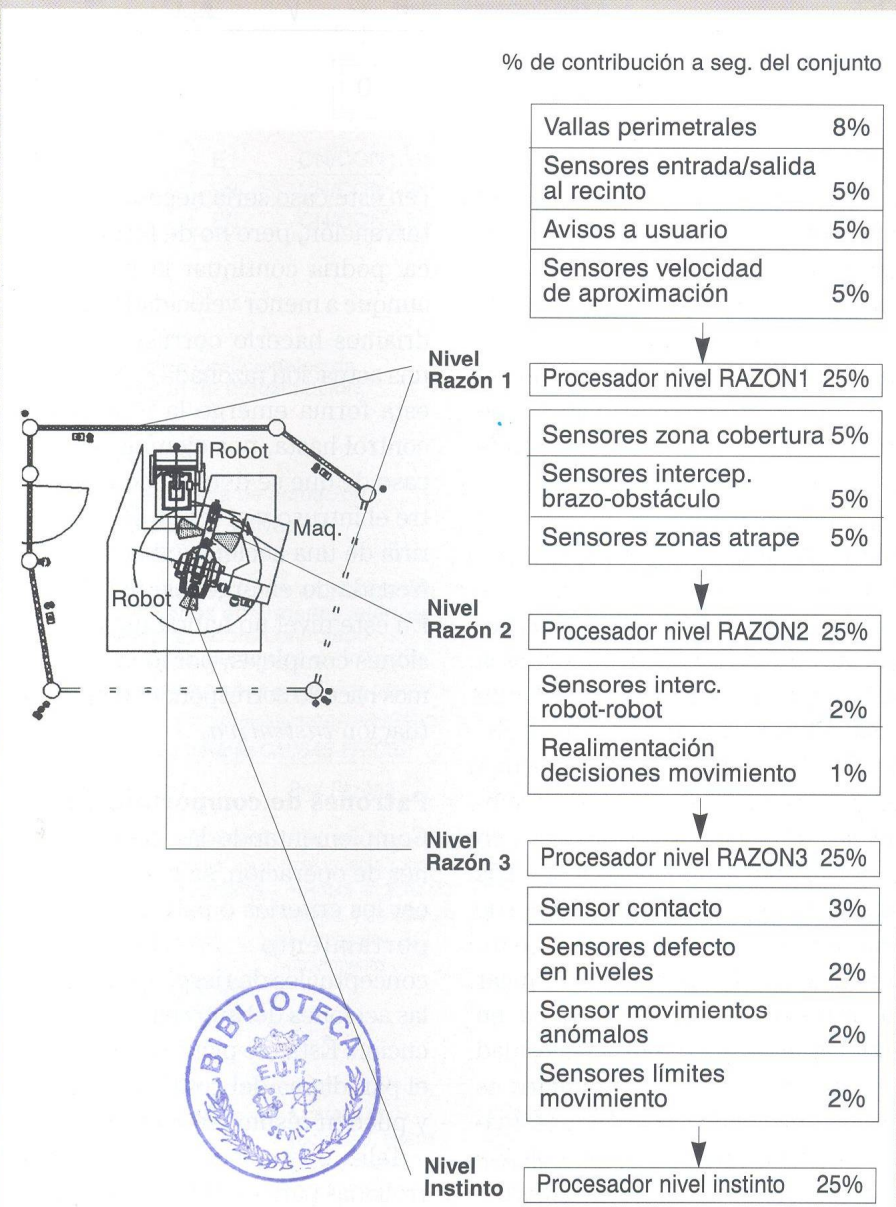 % de contribución a seg. del conjunto
Vallas perimetrales 8%
Sensores entrada/salida
al recinto 5%
Avisos a usuario 5%
Sensores velocidad
de aproximación 5%
Nivel
Razón 1
Procesador nivel RAZON1 25%
Sensores zona cobertura 5%
Sensores intercep.
brazo-obstáculo 5%
Sensores zonas atrape 5%
Robot
Maq.
Robot
Nivel
Razón 2
Procesador nivel RAZON2 25%
Sensores interc.
robot-robot 2%
Realimentación
decisiones movimiento 1%
Nivel
Razón 3
Procesador nivel RAZON3 25%
Sensor contacto 3%
Sensores defecto
en niveles 2%
Sensor movimientos
anómalos 2%
Sensores límites
movimiento 2%
Nivel
Instinto
Procesador nivel instinto 25%
BIBLIOTECA
E.U.P.
SEVILLA